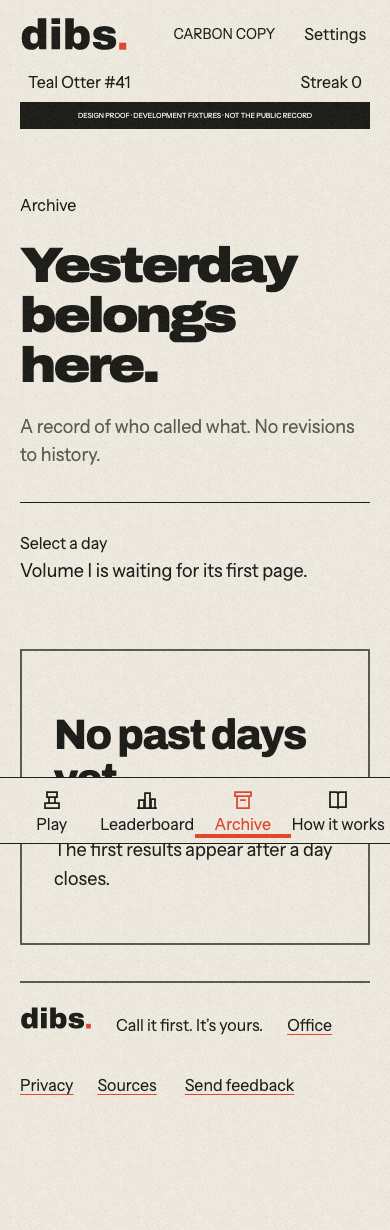 dibs.
CARBON COPY
Settings
Teal Otter #41
Streak 0
DESIGN PROOF · DEVELOPMENT FIXTURES · NOT THE PUBLIC RECORD
Archive
Yesterday
belongs
here.
A record of who called what. No revisions
to history.
Select a day
Volume I is waiting for its first page.
No past days
yet
Play
Leaderboard
Archive
How it works
The first results appear after a day
closes.
dibs.
Call it first. It’s yours.
Office
Privacy
Sources
Send feedback